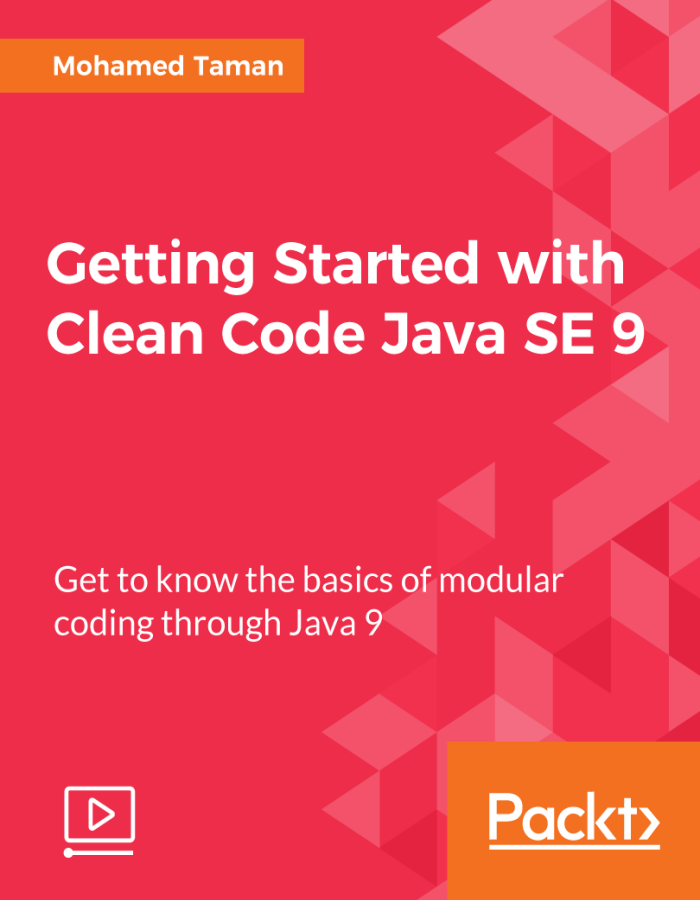 Mohamed Taman
Getting Started with
Clean Code Java SE 9
Get to know the basics of modular
coding through Java 9
Packt>